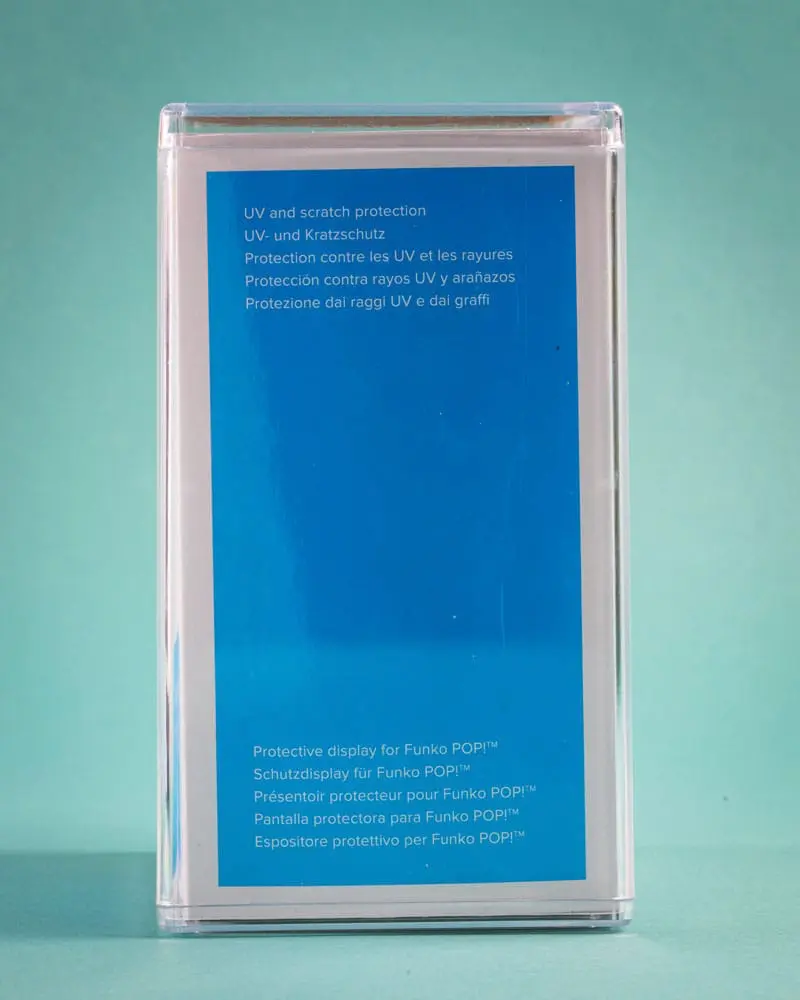 UV and scratch protection
UV- und Kratzschutz
Protection contre les UV et les rayures
Protección contra rayos UV y arañazos
Protezione dai raggi UV e dai graffi
Protective display for Funko POP!™
Schutzdisplay für Funko POP!™
Présentoir protecteur pour Funko POP!™
Pantalla protectora para Funko POP!™
Espositore protettivo per Funko POP!™